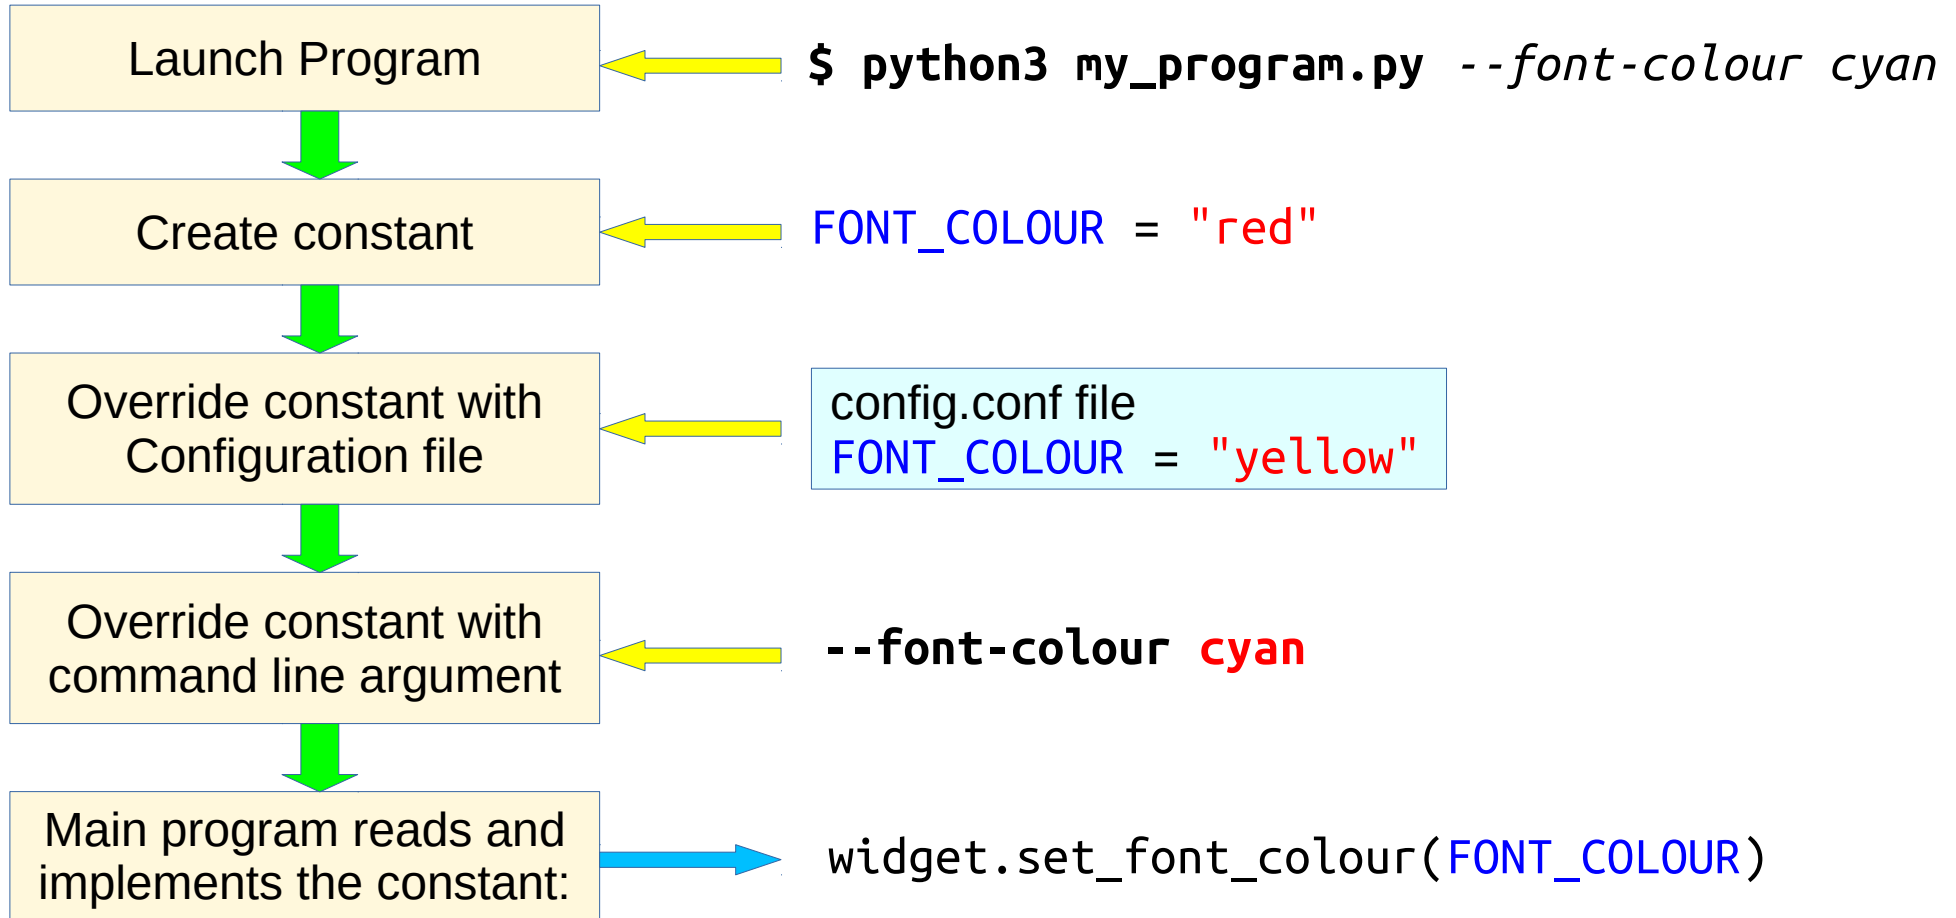 Launch Program
$ python3 my_program.py --font-colour cyan
Create constant
FONT_COLOUR = "red"
Override constant with
Configuration file
config.conf file
FONT_COLOUR = "yellow"
Override constant with
command line argument
--font-colour cyan
Main program reads and
implements the constant:
widget.set_font_colour(FONT_COLOUR)